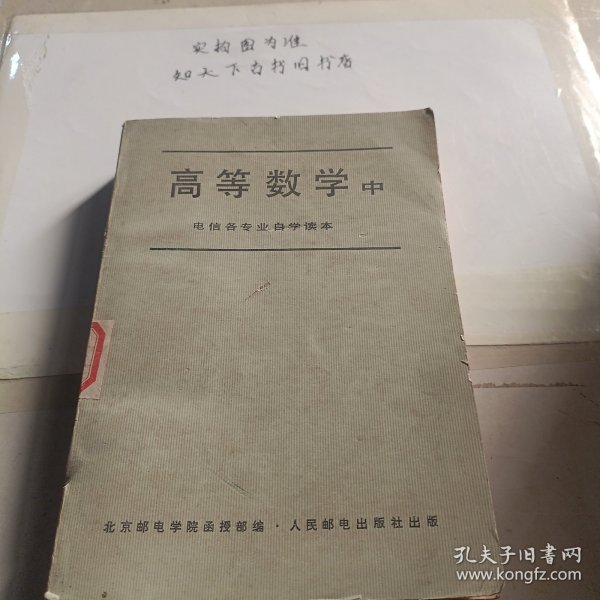 实拍图为准
知天下古书旧书店
高等数学 中
电信各专业自学读本
北京邮电学院函授部编·人民邮电出版社出版
孔夫子旧书网
www.kongfz.com